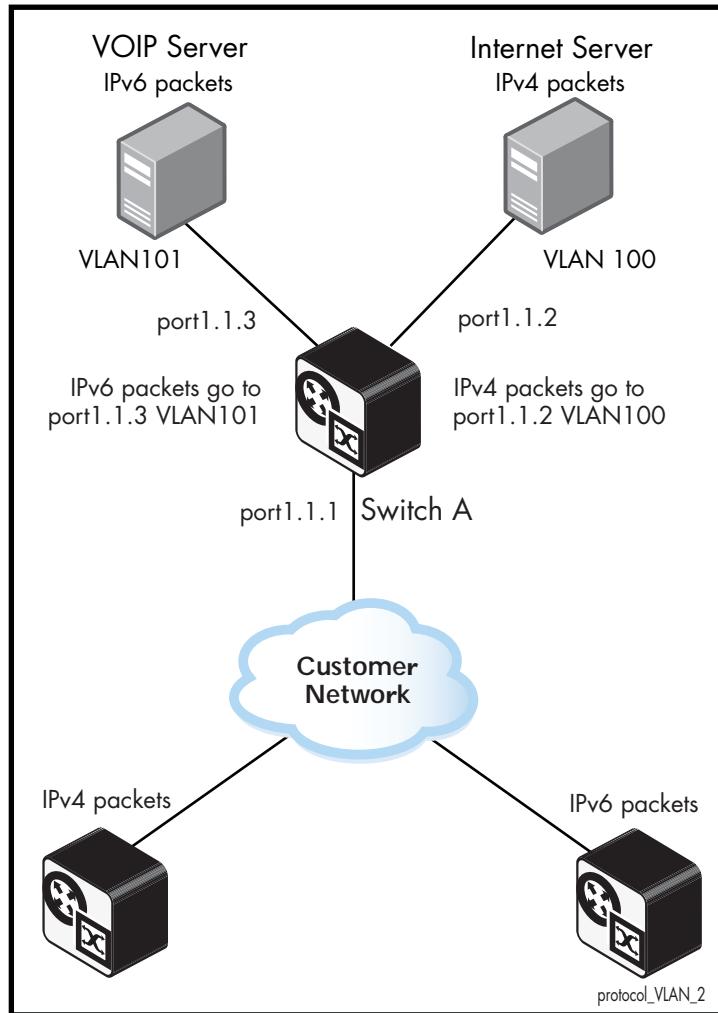 VOIP Server
IPv6 packets
Internet Server
IPv4 packets
VLAN101
VLAN 100
port1.1.3
port1.1.2
IPv6 packets go to
port1.1.3 VLAN101
IPv4 packets go to
port1.1.2 VLAN100
port1.1.1
Switch A
Customer
Network
IPv4 packets
IPv6 packets
protocol_VLAN_2